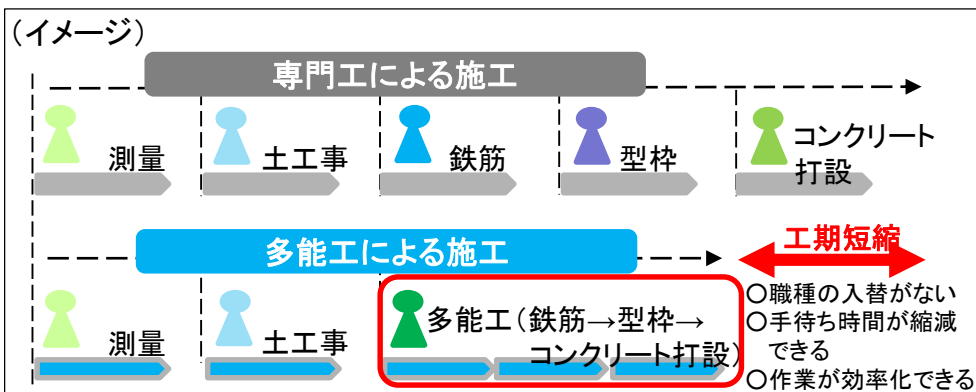 (イメージ)
専門工による施工
測量
土工事
鉄筋
型枠
コンクリート
打設
多能工による施工
工期短縮
測量
土工事
多能工(鉄筋→型枠→
コンクリート打設)
〇職種の入替がない
〇手待ち時間が縮減
できる
〇作業が効率化できる